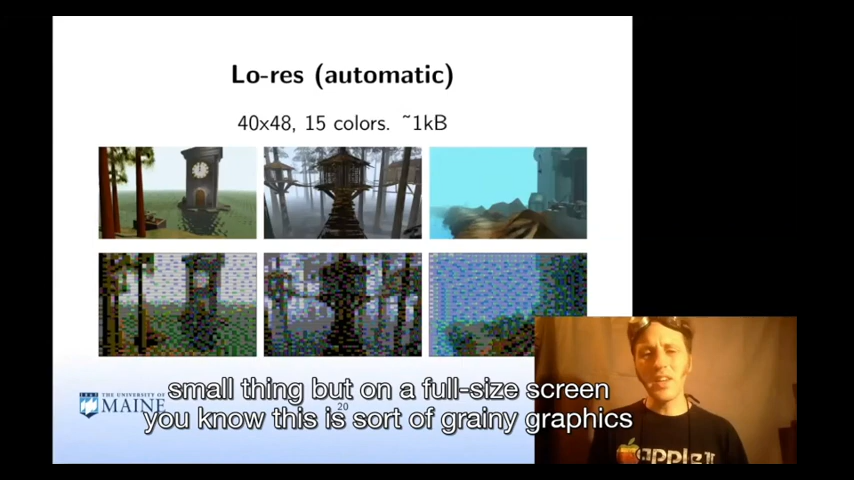 Lo-res (automatic)
40x48, 15 colors. ~1kB
1865 THE UNIVERSITY OF
MAINE
20
small thing but on a full-size screen
you know this is sort of grainy graphics
apple II